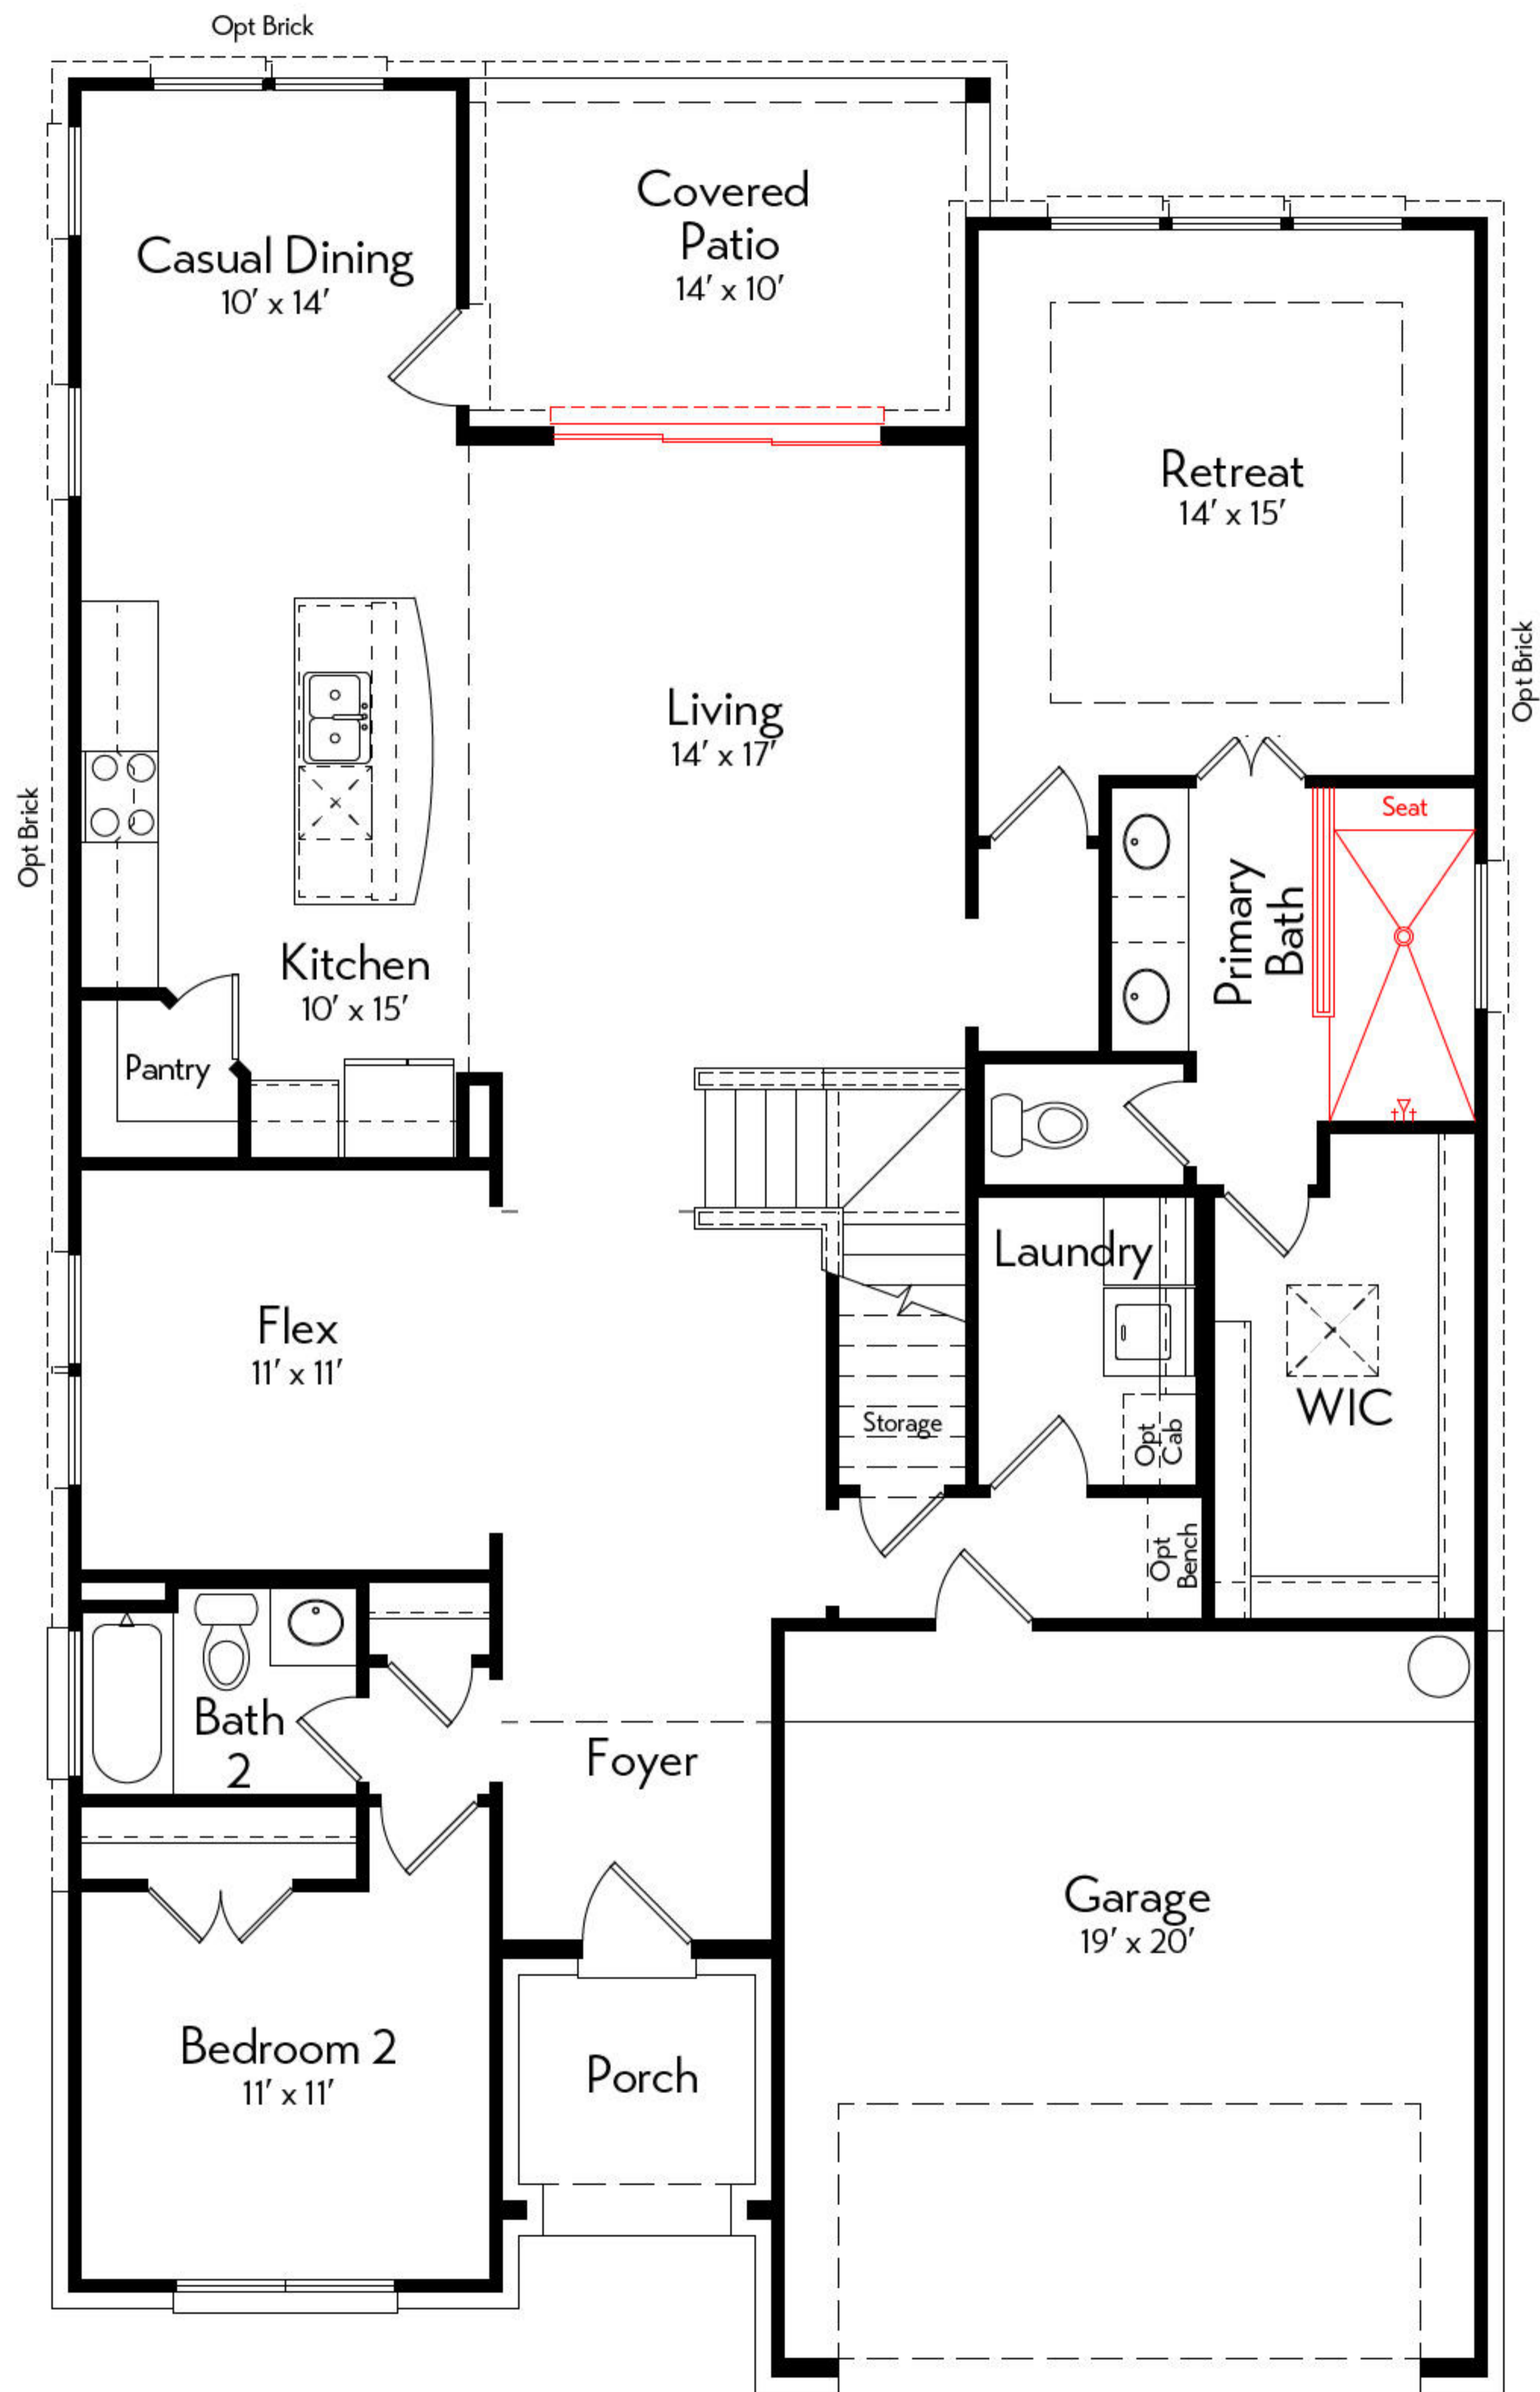 Opt Brick
Covered
Patio
14' x 10'
Casual Dining
10' x 14'
Retreat
14' x 15'
Opt Brick
Living
14' x 17'
Opt Brick
Seat
Primary
Bath
Kitchen
10' x 15'
Pantry
Laundry
Flex
11' x 11'
WIC
Storage
Opt
Cab
Opt
Bench
Bath
2
Foyer
Garage
19' x 20'
Bedroom 2
11' x 11'
Porch